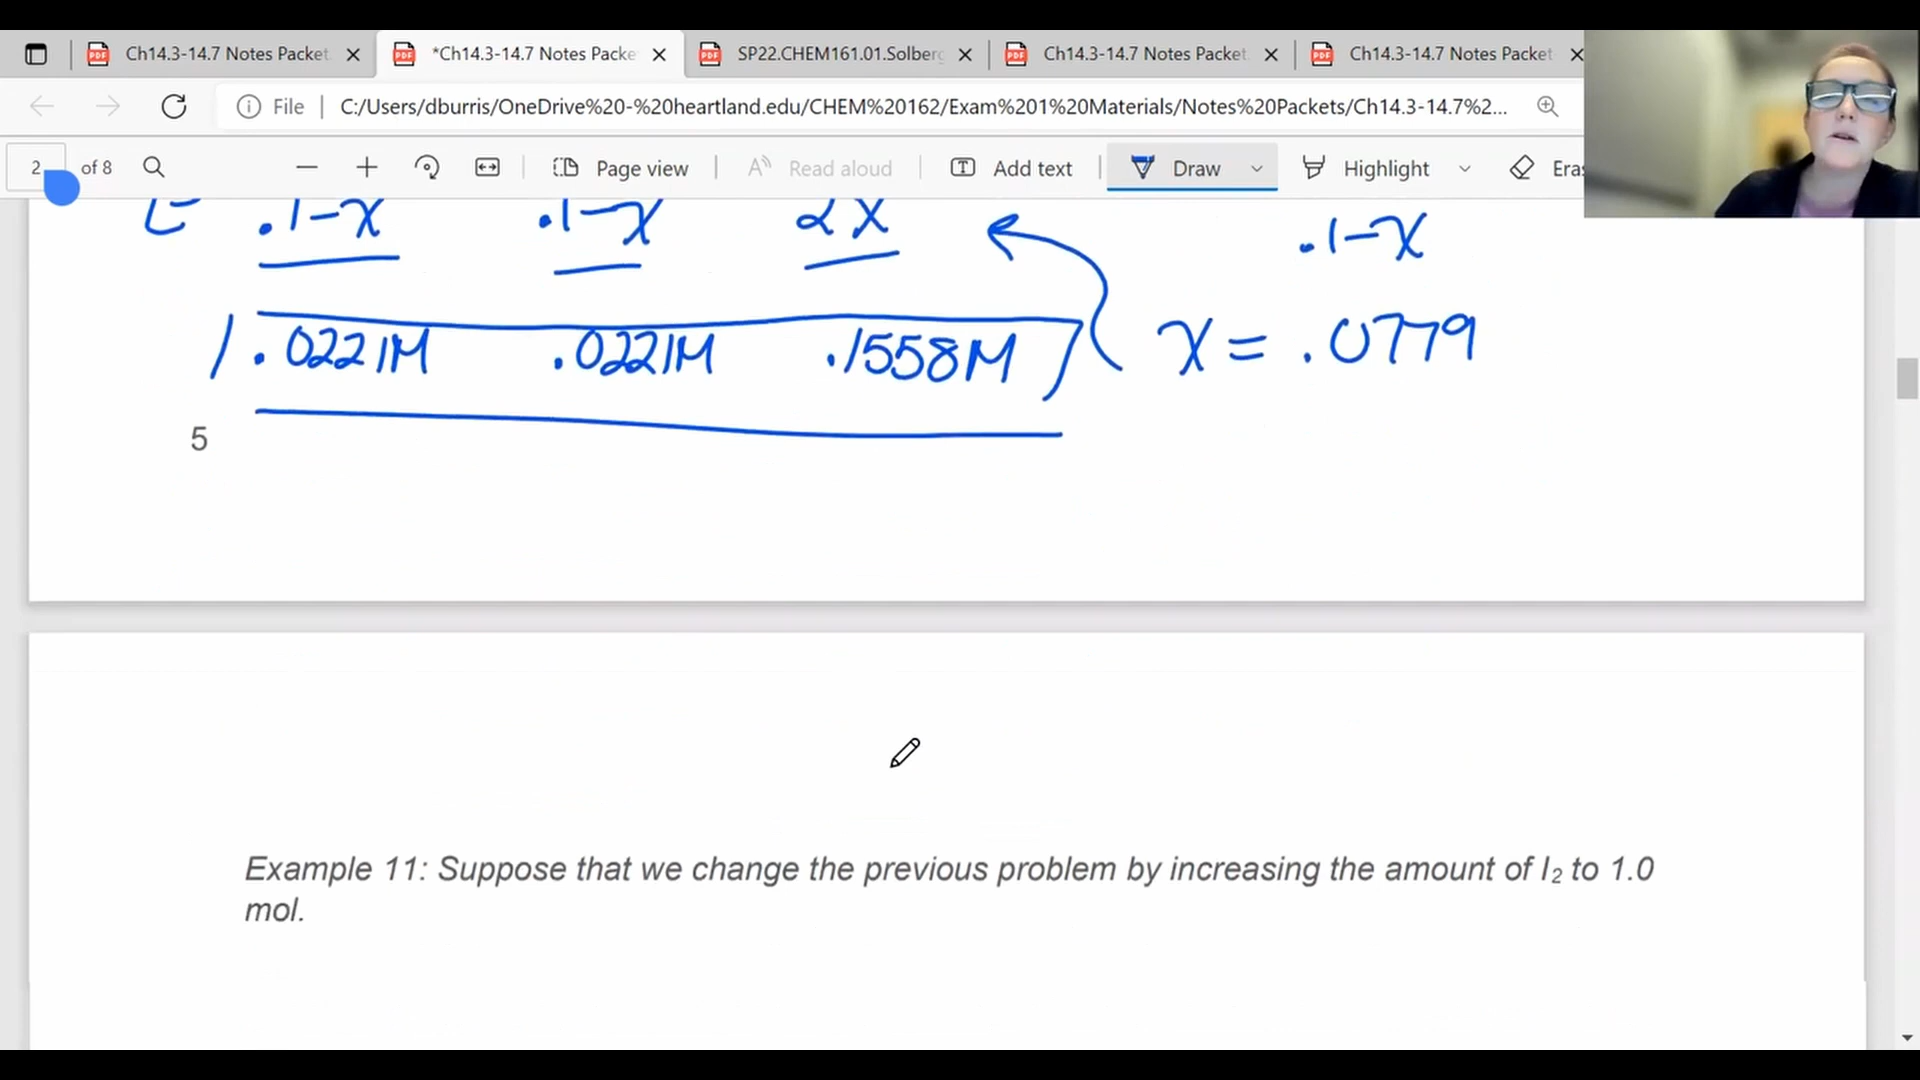 Ch14.3-14.7 Notes Packet
*Ch14.3-14.7 Notes Packe
SP22.CHEM161.01.Solberg
Ch14.3-14.7 Notes Packet
Ch14.3-14.7 Notes Packet
File
C:/Users/dburris/OneDrive%20-%20heartland.edu/CHEM%20162/Exam%201%20Materials/Notes%20Packets/Ch14.3-14.7%2...
2 of 8
Page view
Read aloud
Add text
Draw
Highlight
Eras
E .1-x .1-x 2x
.1-x
.0221M .0221M .1558M
x = .0779
5
Example 11: Suppose that we change the previous problem by increasing the amount of I₂ to 1.0
mol.